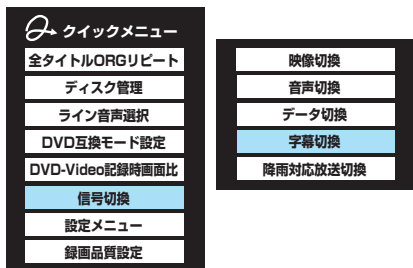 クイックメニュー
全タイトルORGリピート
ディスク管理
ライン音声選択
DVD互換モード設定
DVD-Video記録時画面比
信号切換
設定メニュー
録画品質設定
映像切換
音声切換
データ切換
字幕切換
降雨対応放送切換